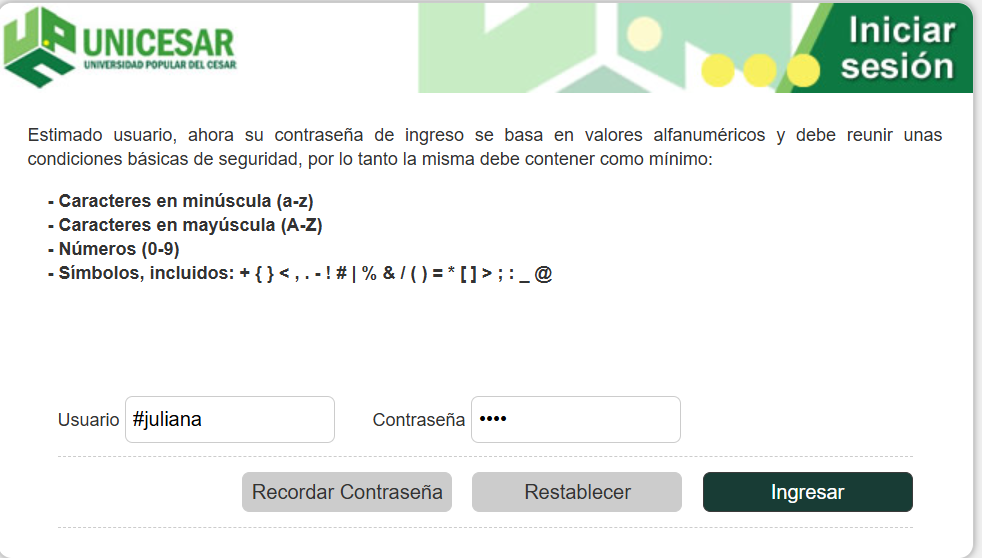 UNICESAR
UNIVERSIDAD POPULAR DEL CESAR
Iniciar
sesión
Estimado usuario, ahora su contraseña de ingreso se basa en valores alfanuméricos y debe reunir unas
condiciones básicas de seguridad, por lo tanto la misma debe contener como mínimo:
- Caracteres en minúscula (a-z)
- Caracteres en mayúscula (A-Z)
- Números (0-9)
- Símbolos, incluidos: + { } < , . - ! # | % & / ( ) = * [ ] > ; : _ @
Usuario #juliana Contraseña ••••
Recordar Contraseña Restablecer Ingresar